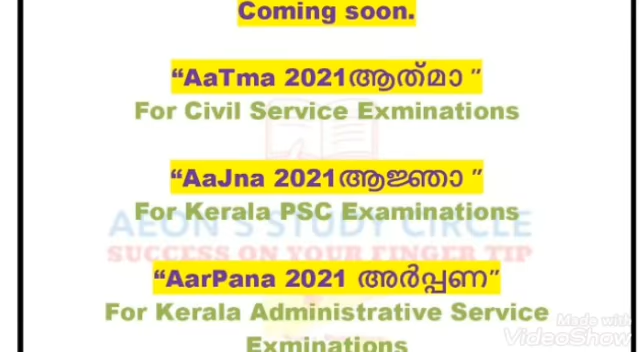 Coming soon.
“AaTma 2021ആത്മാ ”
For Civil Service Exminations
“AaJna 2021ആജ്ഞാ ”
For Kerala PSC Examinations
AEON'S STUDY CIRCLE
SUCCESS ON YOUR FINGER TIP
“AarPana 2021 അർപ്പണ”
For Kerala Administrative Service
Exminations
Made with
VideoShow